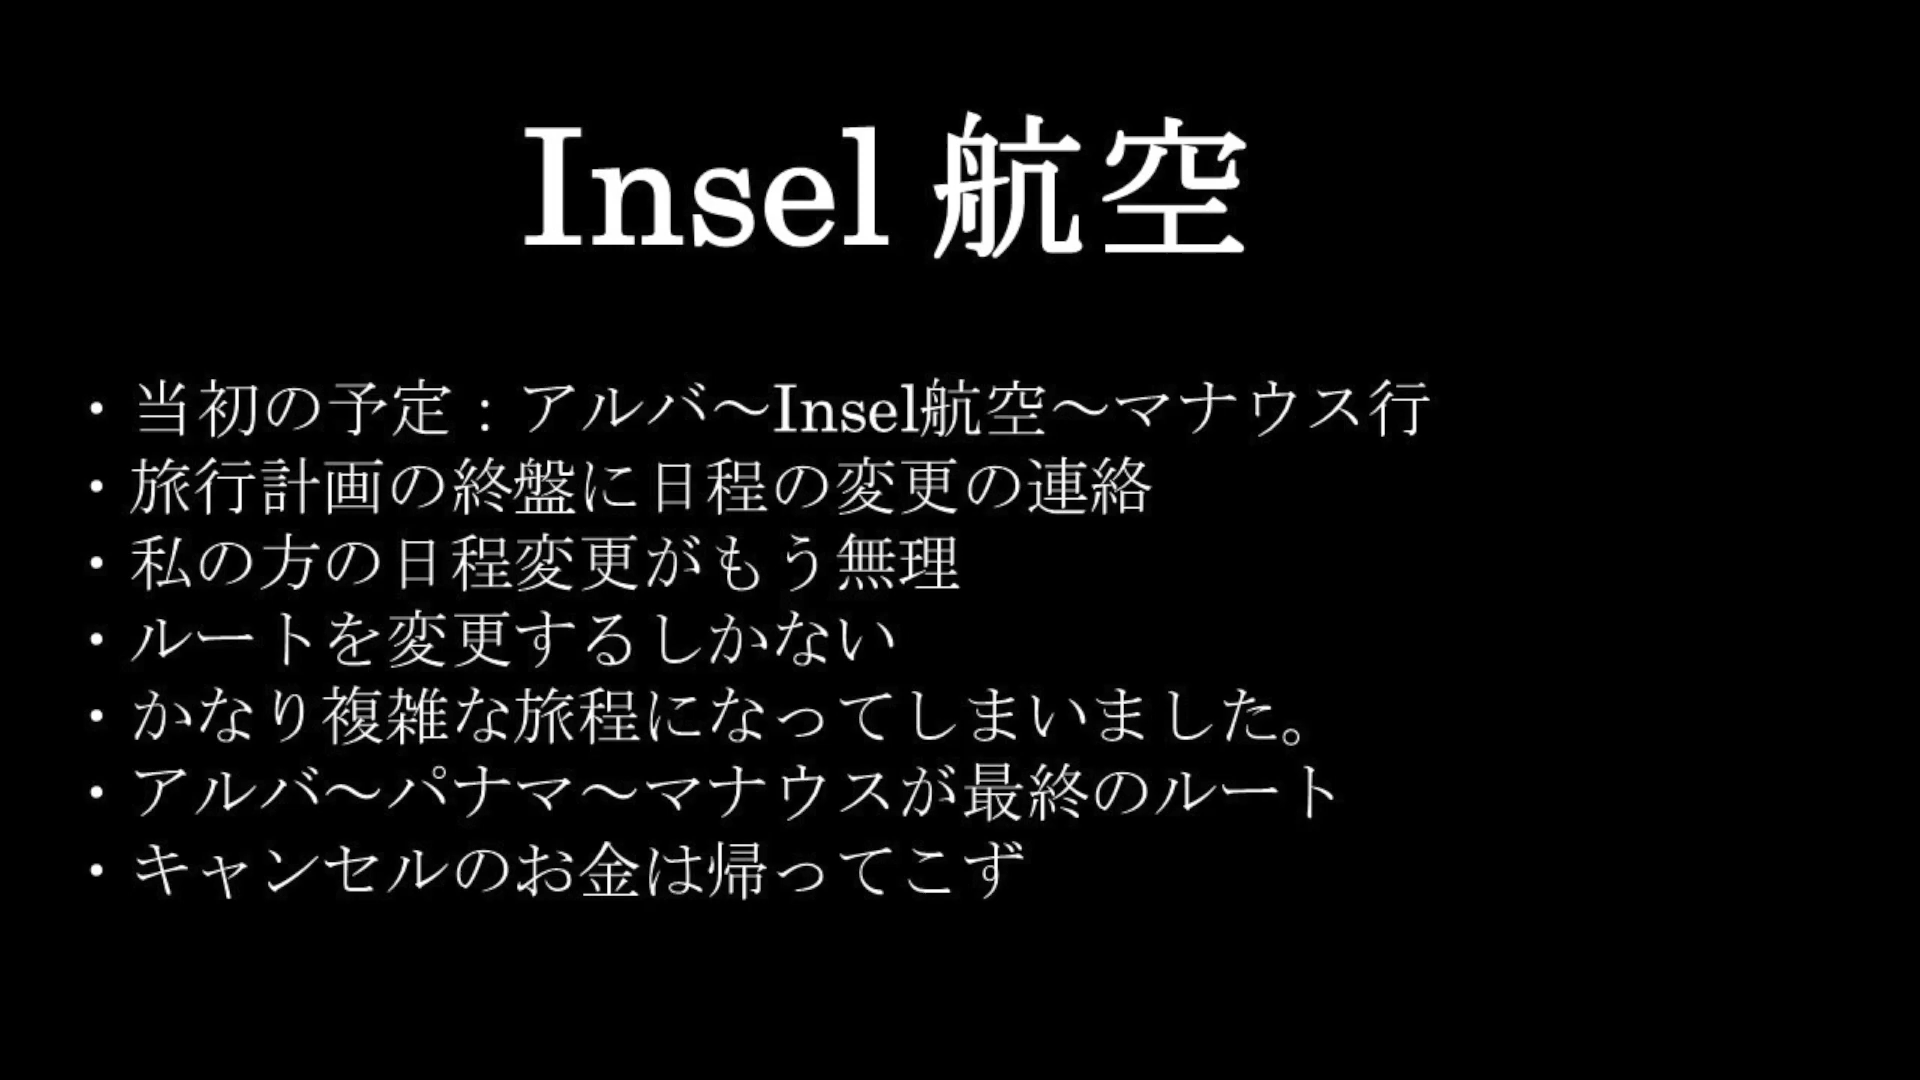 Insel 航空
・当初の予定：アルバ～Insel航空～マナウス行
・旅行計画の終盤に日程の変更の連絡
・私の方の日程変更がもう無理
・ルートを変更するしかない
・かなり複雑な旅程になってしまいました。
・アルバ～パナマ～マナウスが最終のルート
・キャンセルのお金は帰ってこず